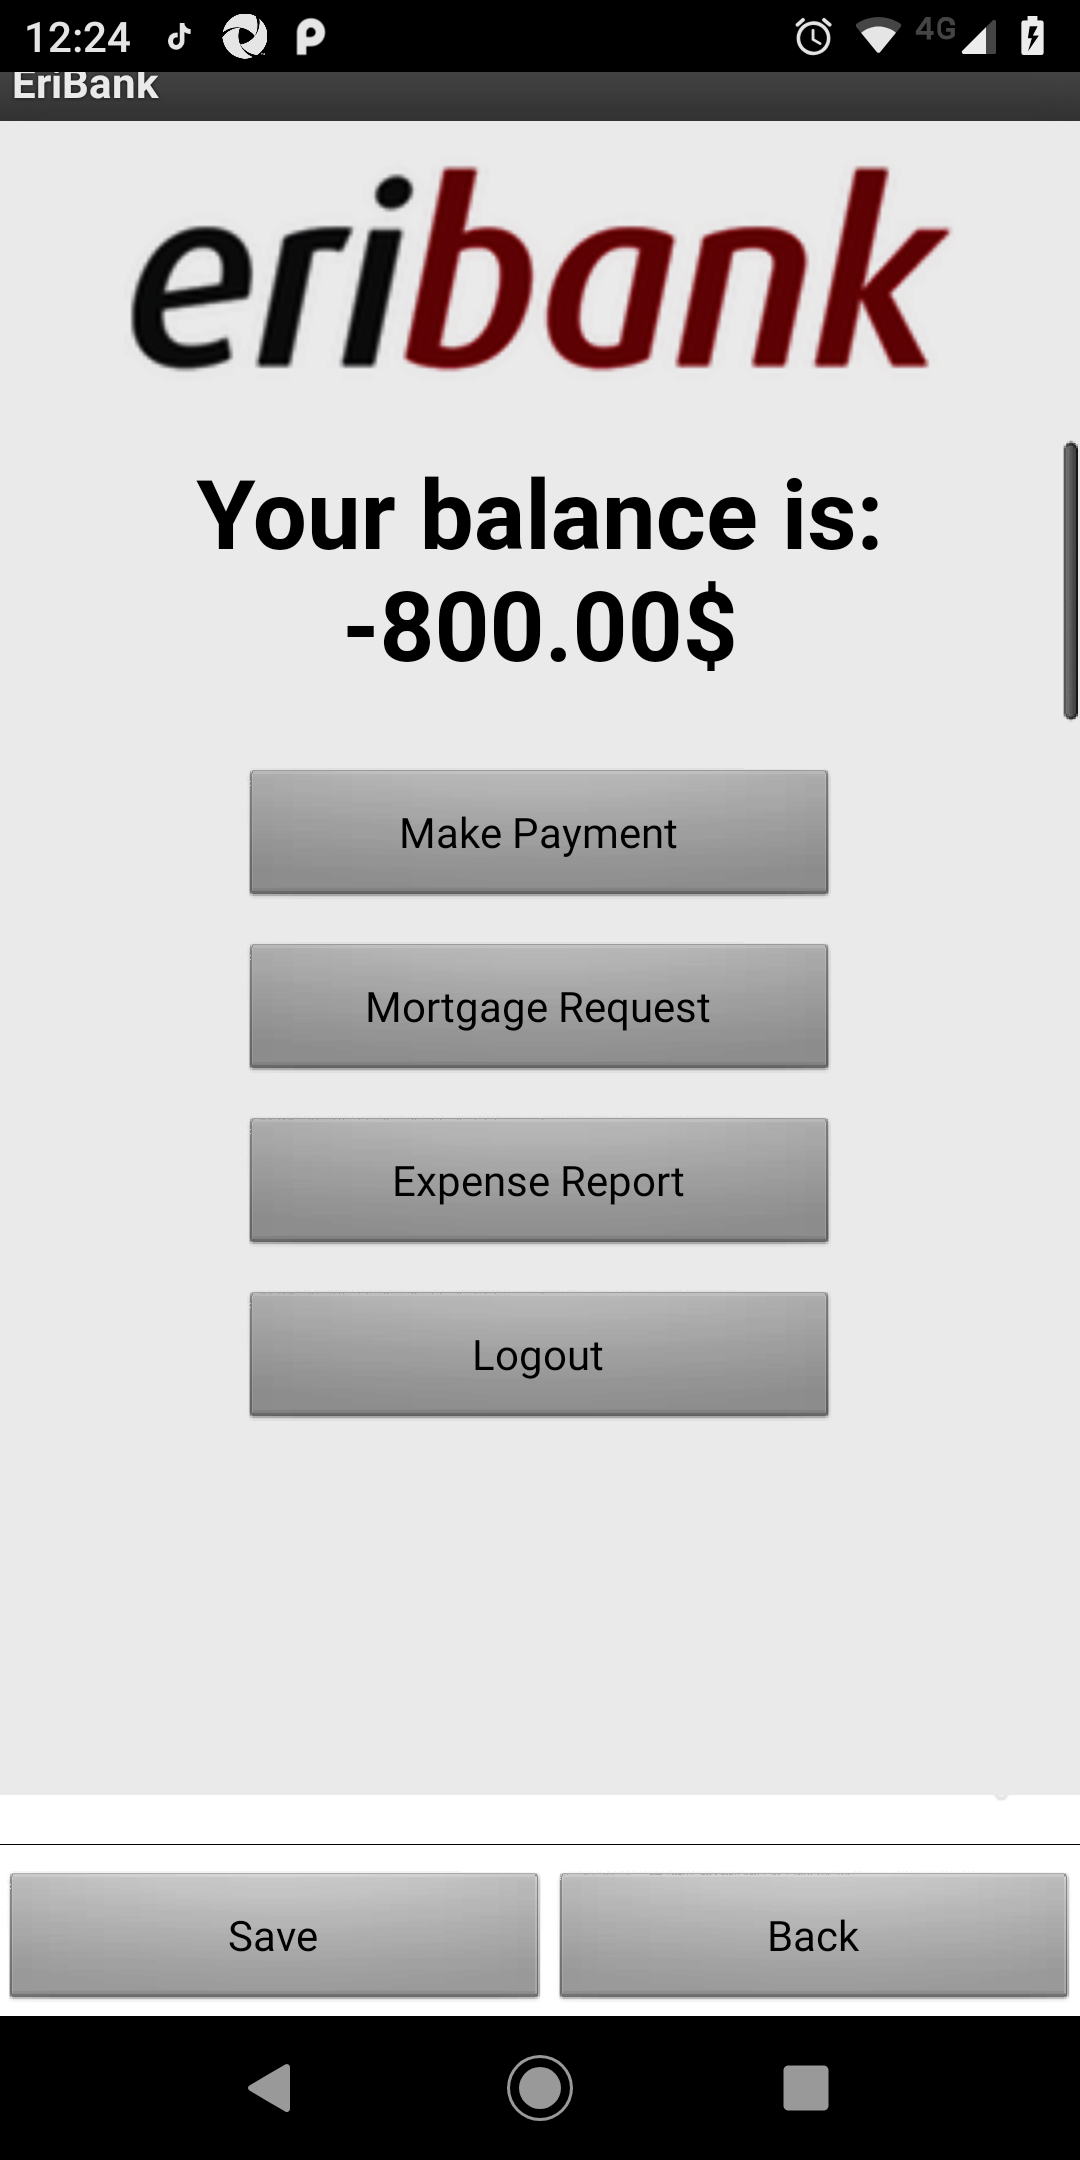 12:24
4G
EriBank
eribank
Your balance is:
-800.00$
Make Payment
Mortgage Request
Expense Report
Logout
Save
Back